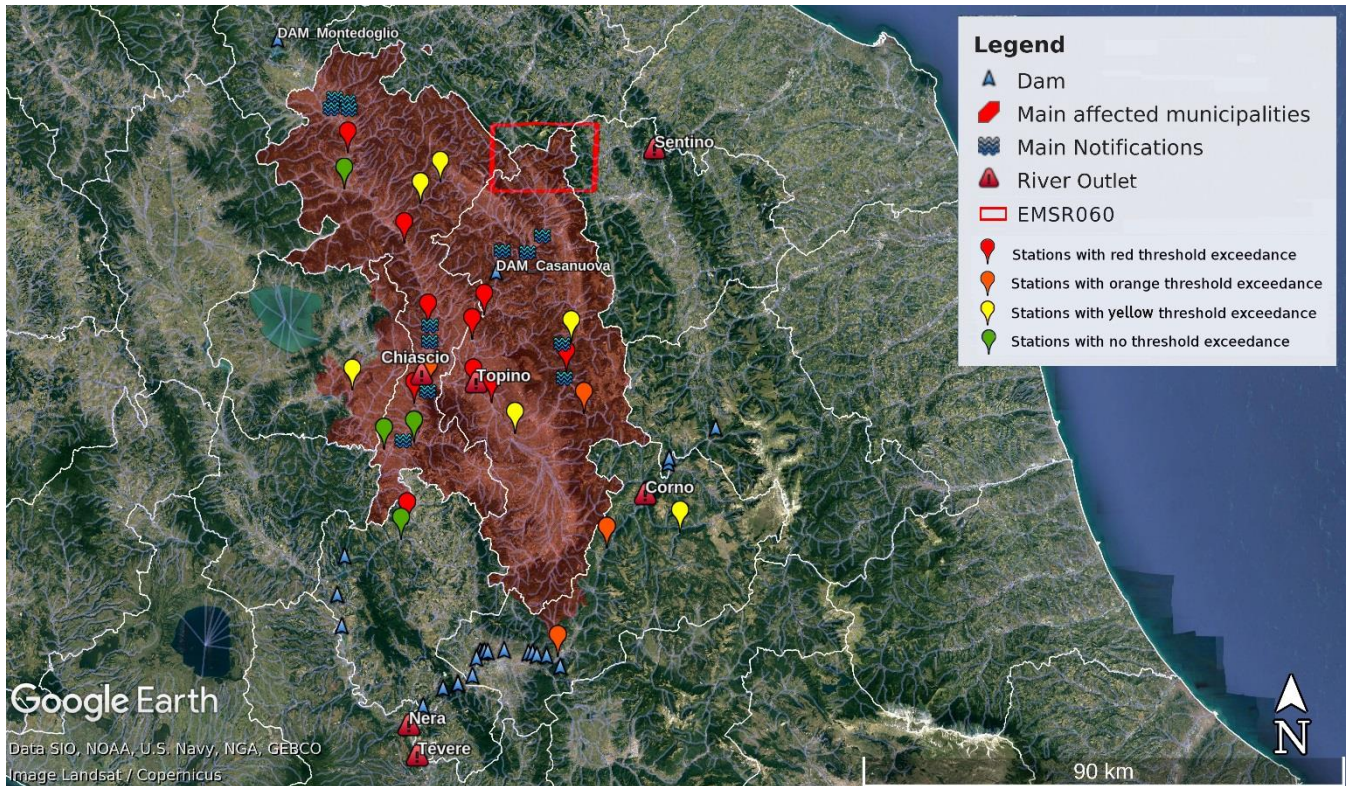 DAM_Montedoglio
Legend
Dam
Main affected municipalities
Main Notifications
River Outlet
EMSR060
Stations with red threshold exceedance
Stations with orange threshold exceedance
Stations with yellow threshold exceedance
Stations with no threshold exceedance
Sentino
DAM_Casanuova
Chiascio
Topino
Corno
Google Earth
Nera
Tevere
Data SIO, NOAA, U.S. Navy, NGA, GEBCO
Image Landsat / Copernicus
N
90 km